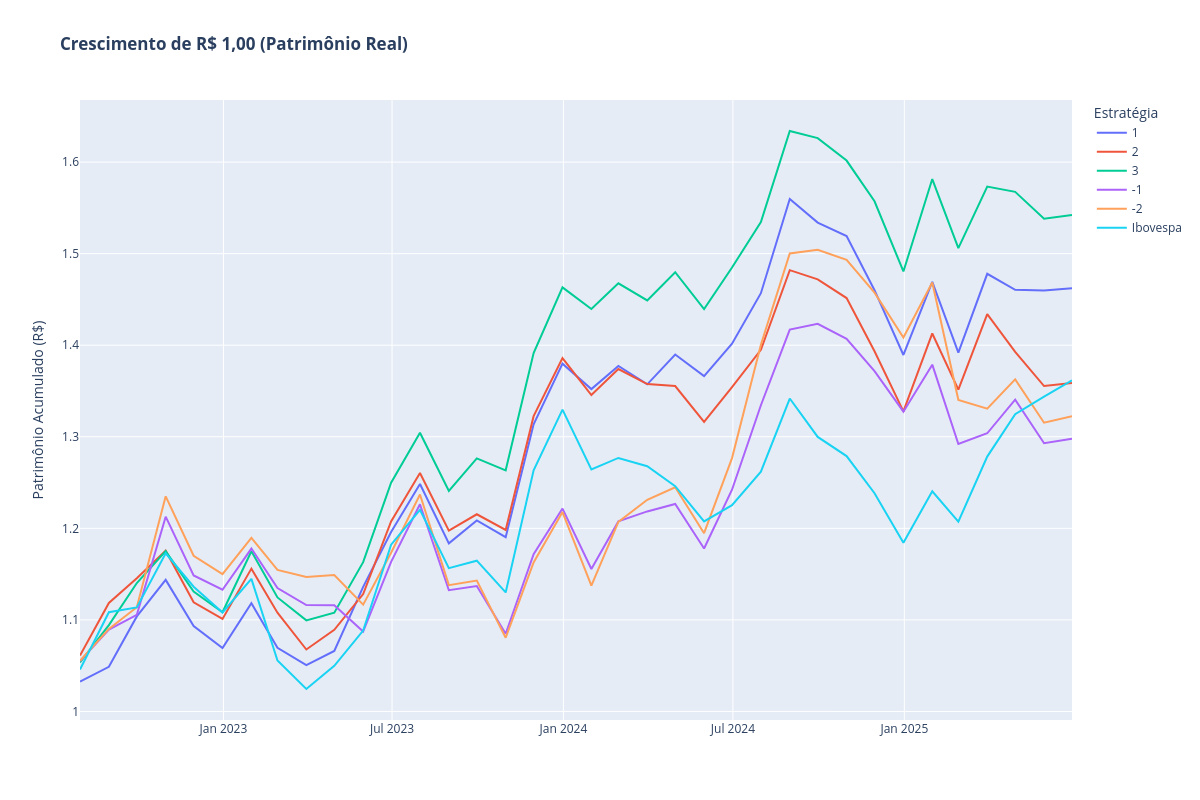 Crescimento de R$ 1,00 (Patrimônio Real)
Estratégia
1
2
3
-1
-2
Ibovespa
Patrimônio Acumulado (R$)
1.6
1.5
1.4
1.3
1.2
1.1
1
Jan 2023
Jul 2023
Jan 2024
Jul 2024
Jan 2025